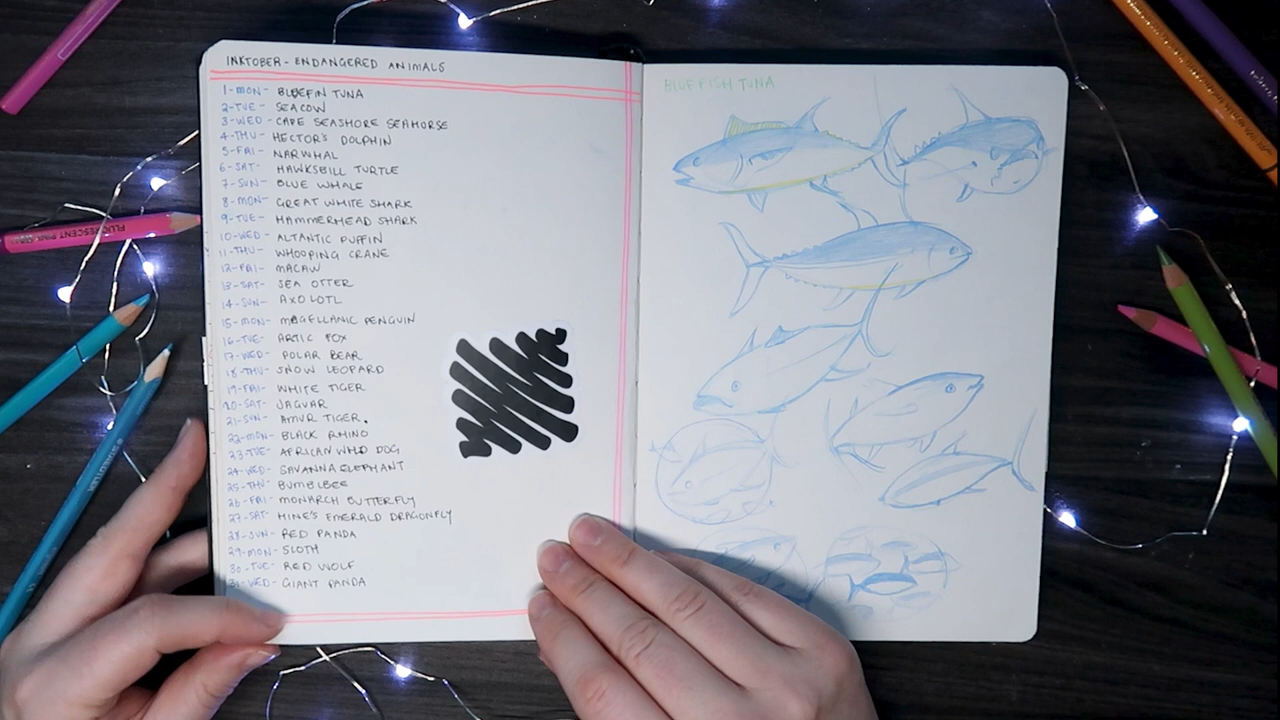 INKTOBER - ENDANGERED ANIMALS
1-MON- BLUEFIN TUNA
2-TUE- SEACOW
3-WED- CAPE SEASHORE SEAHORSE
4-THU- HECTOR'S DOLPHIN
5-FRI- NARWHAL
6-SAT- HAWKSBILL TURTLE
7-SUN- BLUE WHALE
8-MON- GREAT WHITE SHARK
9-TUE- HAMMERHEAD SHARK
10-WED- ALTANTIC PUFFIN
11-THU- WHOOPING CRANE
12-FRI- MACAW
13-SAT- SEA OTTER
14-SUN- AXOLOTL
15-MON- MAGELLANIC PENGUIN
16-TUE- ARTIC FOX
17-WED- POLAR BEAR
18-THU- SNOW LEOPARD
19-FRI- WHITE TIGER
20-SAT- JAGUAR
21-SUN- AMUR TIGER.
22-MON- BLACK RHINO
23-TUE- AFRICAN WILD DOG
24-WED- SAVANNA ELEPHANT
25-THU- BUMBLBEE
26-FRI- MONARCH BUTTERFLY
27-SAT- HINE'S EMERALD DRAGONFLY
28-SUN- RED PANDA
29-MON- SLOTH
30-TUE- RED WOLF
31-WED- GIANT PANDA
BLUEFISH TUNA
FLUORESCENT PINK